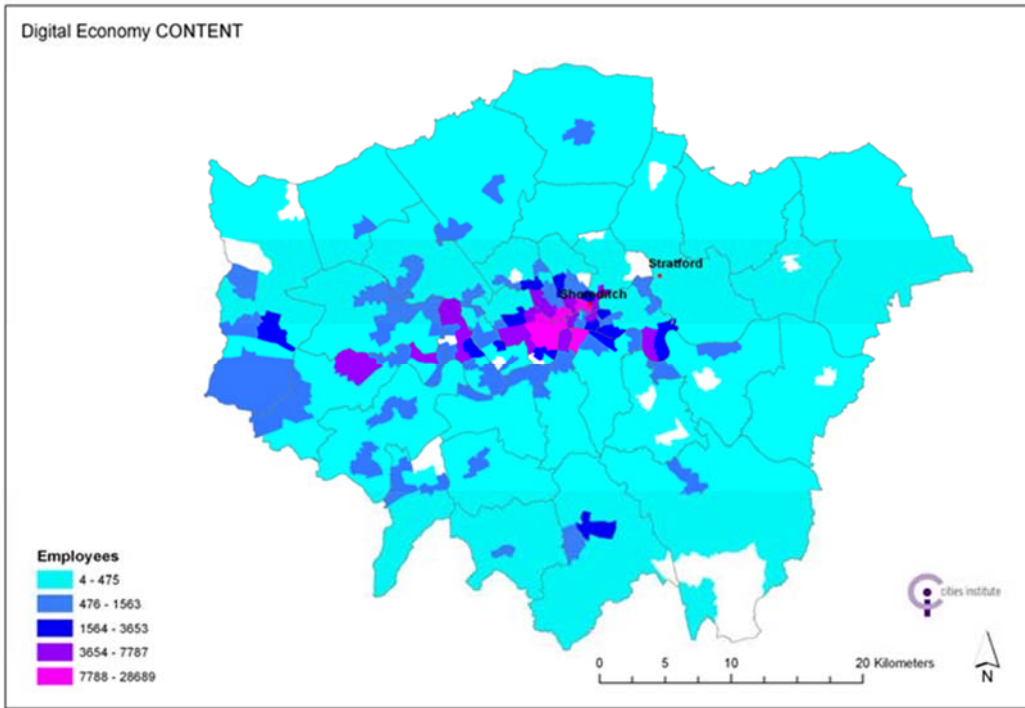 Digital Economy CONTENT
Stratford
Shoreditch
Employees
4 - 475
476 - 1563
1564 - 3653
3654 - 7787
7788 - 28689
cities institute
0 5 10 20 Kilometers
N